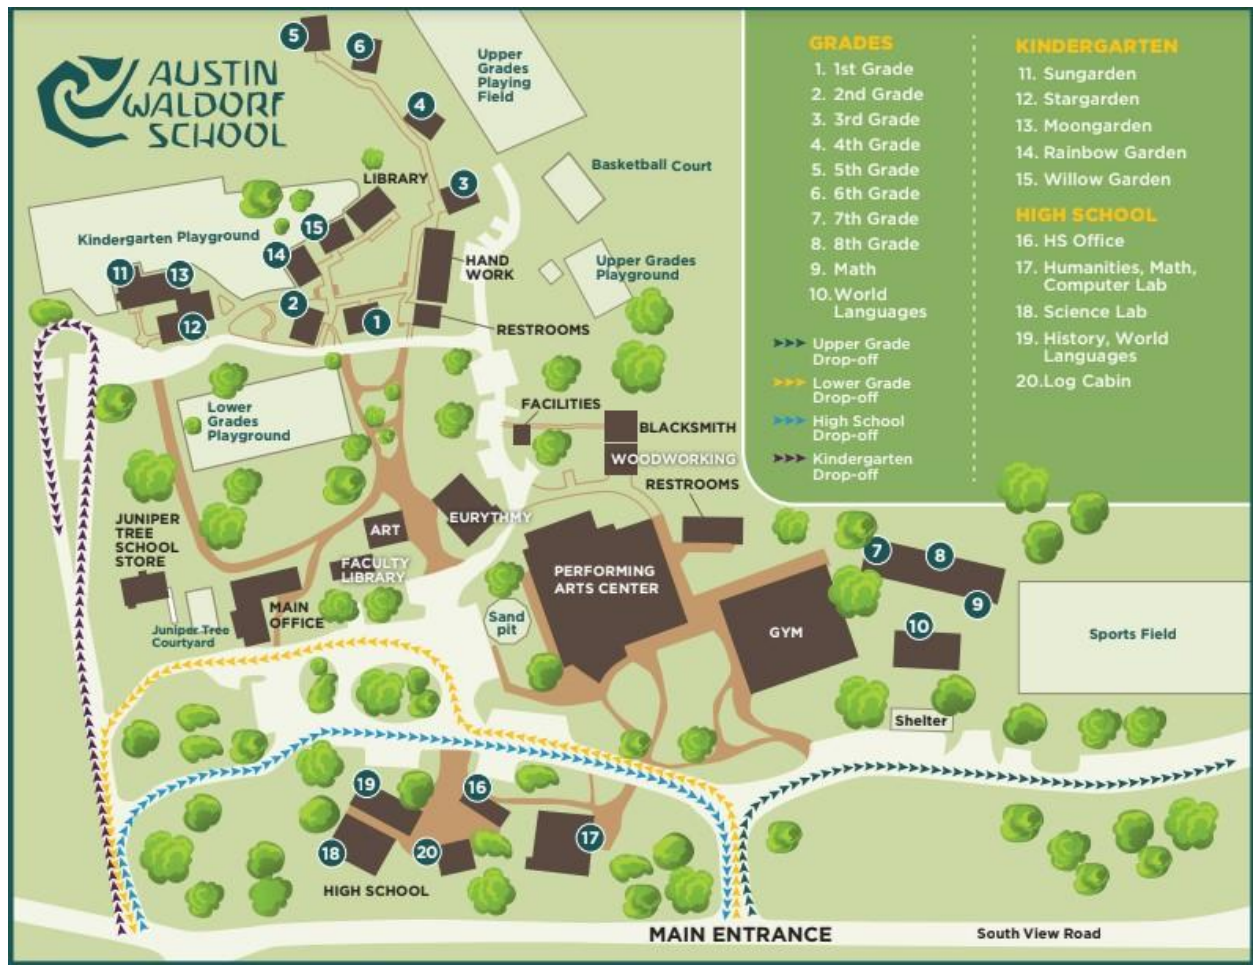 AUSTIN
WALDORF
SCHOOL
5
6
4
3
Upper
Grades
Playing
Field
Basketball Court
LIBRARY
Kindergarten Playground
15
14
11
13
12
2
1
HAND
WORK
Upper Grades
Playground
RESTROOMS
Lower
Grades
Playground
FACILITIES
BLACKSMITH
WOODWORKING
RESTROOMS
EURYTHMY
ART
FACULTY
LIBRARY
JUNIPER
TREE
SCHOOL
STORE
MAIN
OFFICE
Juniper Tree
Courtyard
PERFORMING
ARTS CENTER
Sand
pit
GYM
7
8
9
10
Sports Field
Shelter
19
16
18
20
17
HIGH SCHOOL
MAIN ENTRANCE
South View Road
GRADES
1. 1st Grade
2. 2nd Grade
3. 3rd Grade
4. 4th Grade
5. 5th Grade
6. 6th Grade
7. 7th Grade
8. 8th Grade
9. Math
10. World
Languages
Upper Grade
Drop-off
Lower Grade
Drop-off
High School
Drop-off
Kindergarten
Drop-off
KINDERGARTEN
11. Sungarden
12. Stargarden
13. Moongarden
14. Rainbow Garden
15. Willow Garden
HIGH SCHOOL
16. HS Office
17. Humanities, Math,
Computer Lab
18. Science Lab
19. History, World
Languages
20. Log Cabin